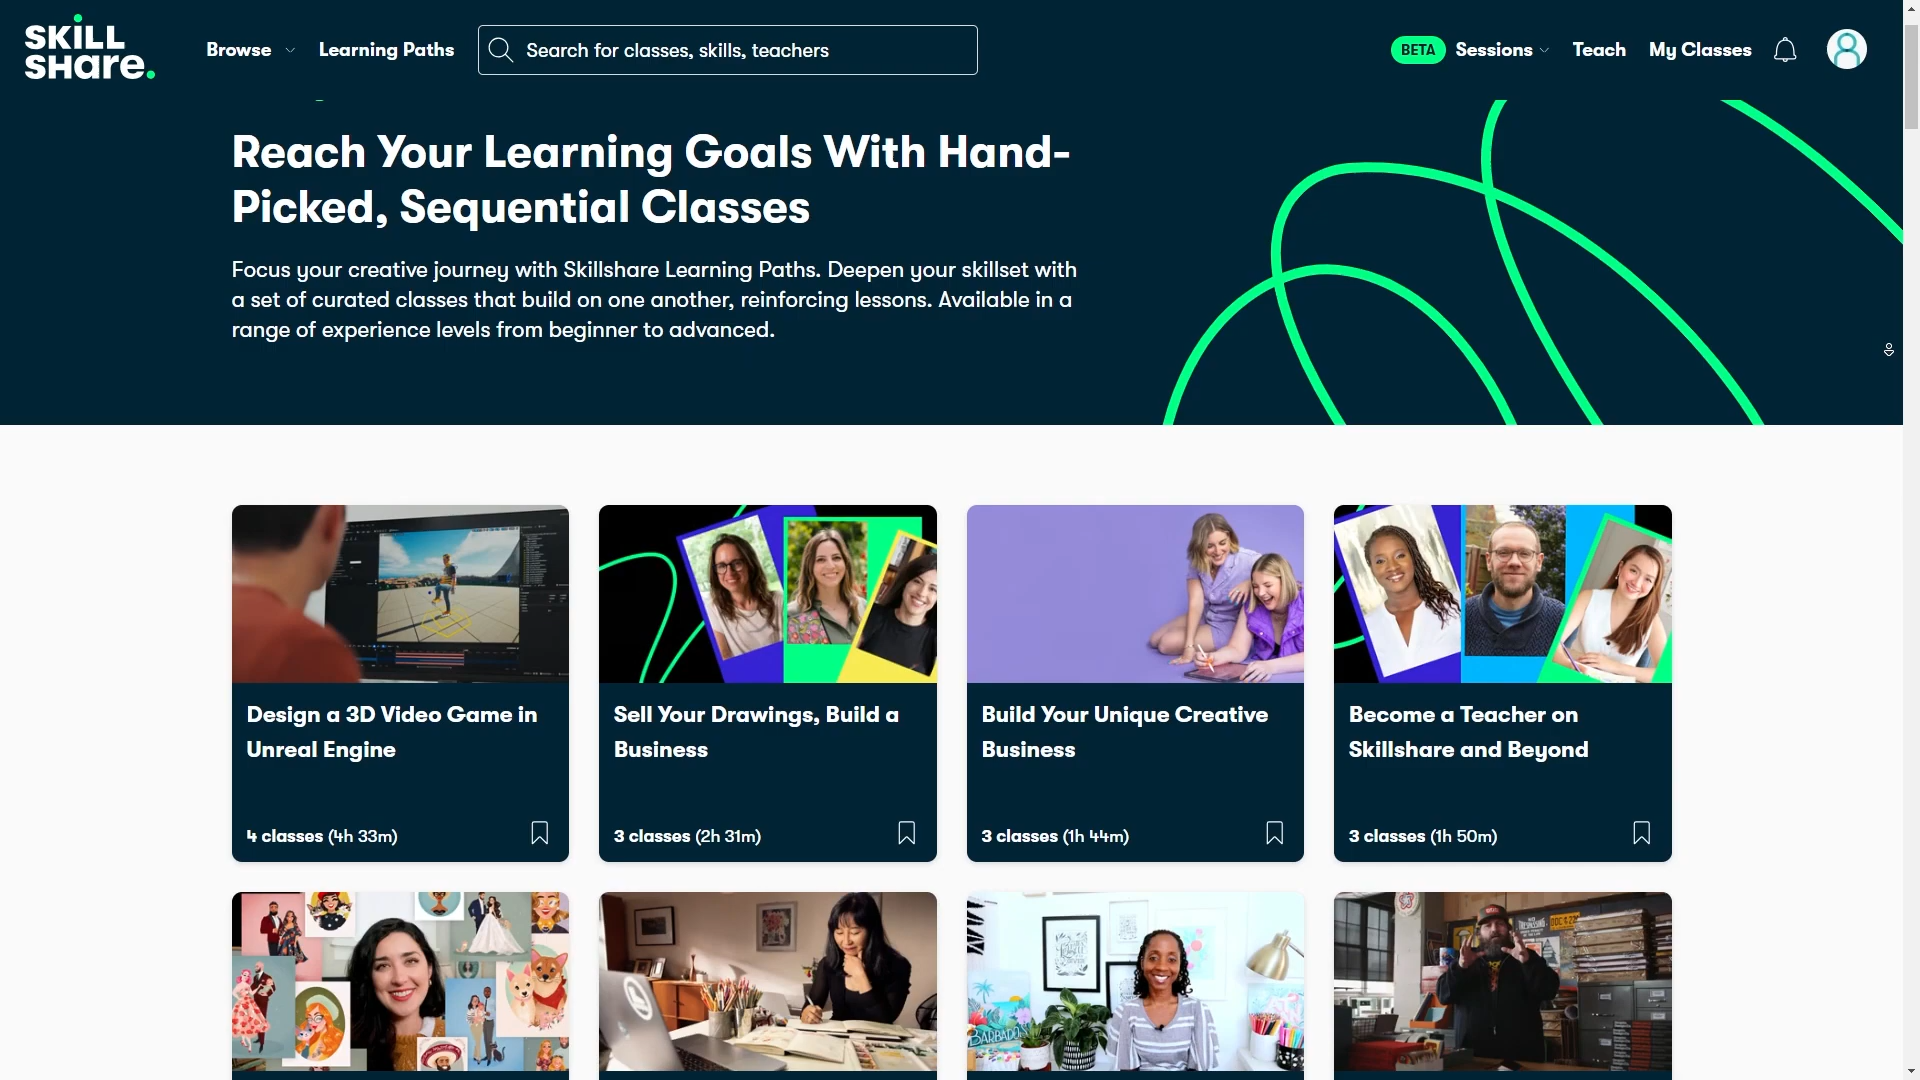 SKILL
SHare.
Browse
Learning Paths
Search for classes, skills, teachers
BETA
Sessions
Teach
My Classes
Reach Your Learning Goals With Hand-
Picked, Sequential Classes
Focus your creative journey with Skillshare Learning Paths. Deepen your skillset with
a set of curated classes that build on one another, reinforcing lessons. Available in a
range of experience levels from beginner to advanced.
Design a 3D Video Game in
Unreal Engine
4 classes (4h 33m)
Sell Your Drawings, Build a
Business
3 classes (2h 31m)
Build Your Unique Creative
Business
3 classes (1h 44m)
Become a Teacher on
Skillshare and Beyond
3 classes (1h 50m)
BARBADOS